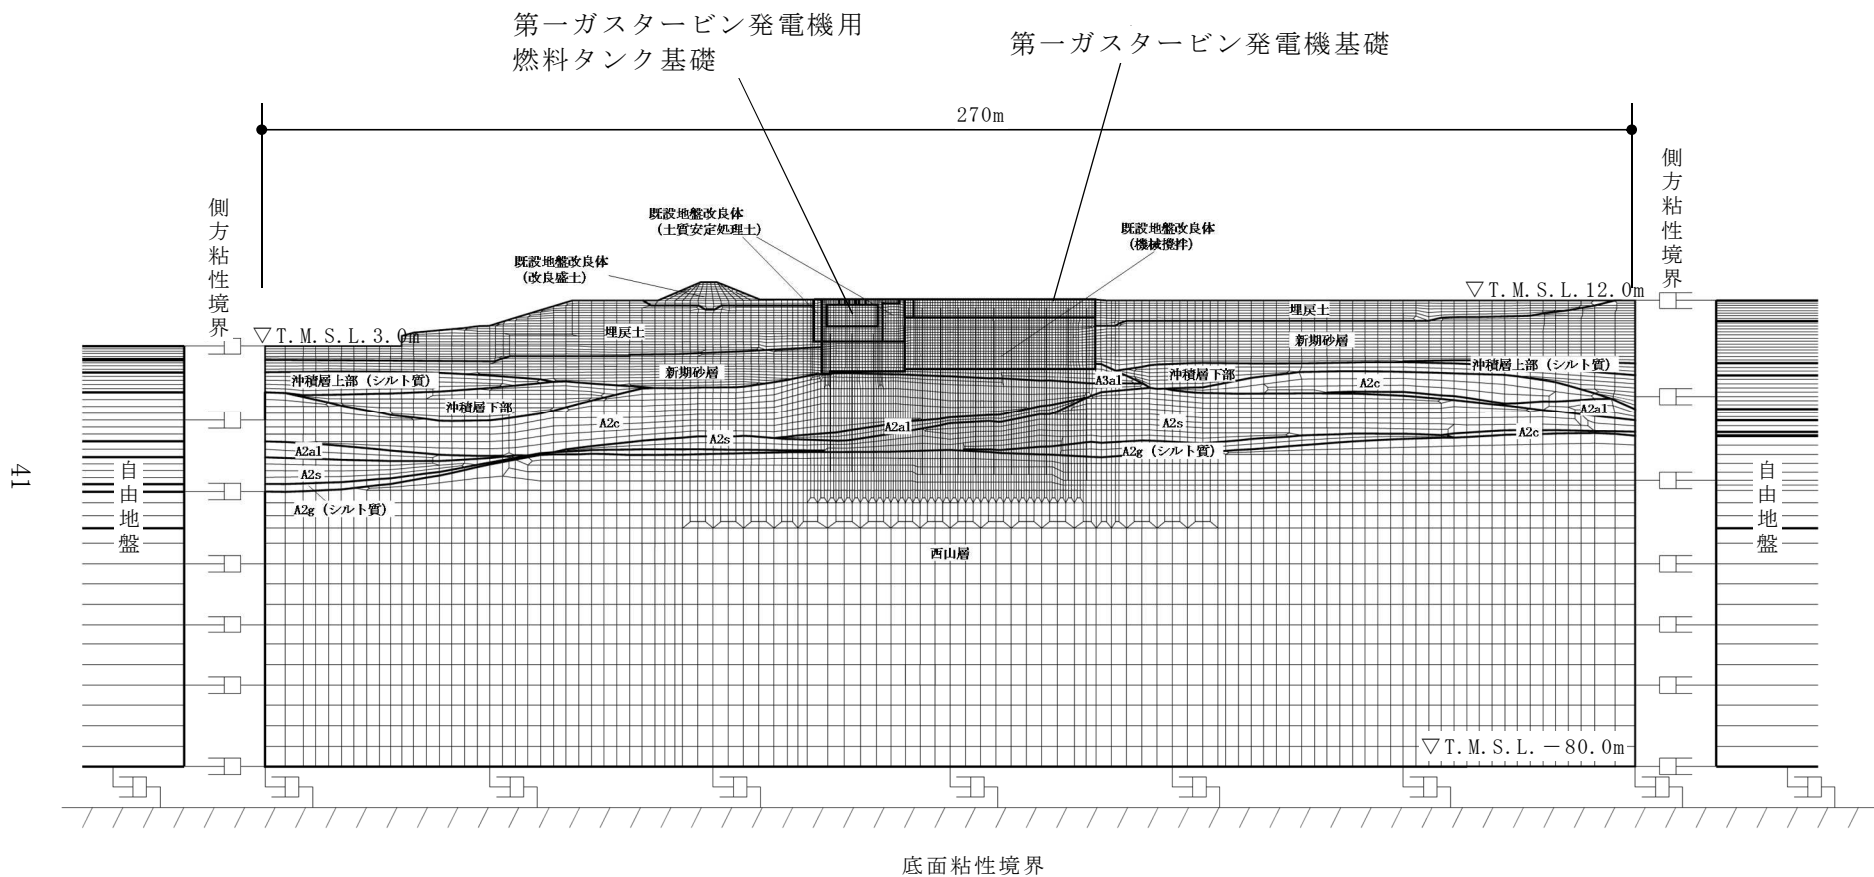 第一ガスタービン発電機用
燃料タンク基礎
第一ガスタービン発電機基礎
270m
側方粘性境界
側方粘性境界
既設地盤改良体
(土質安定処理土)
既設地盤改良体
(機械攪拌)
既設地盤改良体
(改良盛土)
▽T.M.S.L.12.0m
▽T.M.S.L.3.0m
埋戻土
埋戻土
新期砂層
新期砂層
沖積層上部（シルト質）
沖積層上部（シルト質）
沖積層下部
沖積層下部
A3a1
A2c
A2c
A2a1
A2a1
A2s
A2s
A2c
A2a1
A2g（シルト質）
A2s
A2g（シルト質）
自由地盤
自由地盤
西山層
▽T.M.S.L.－80.0m
底面粘性境界
41